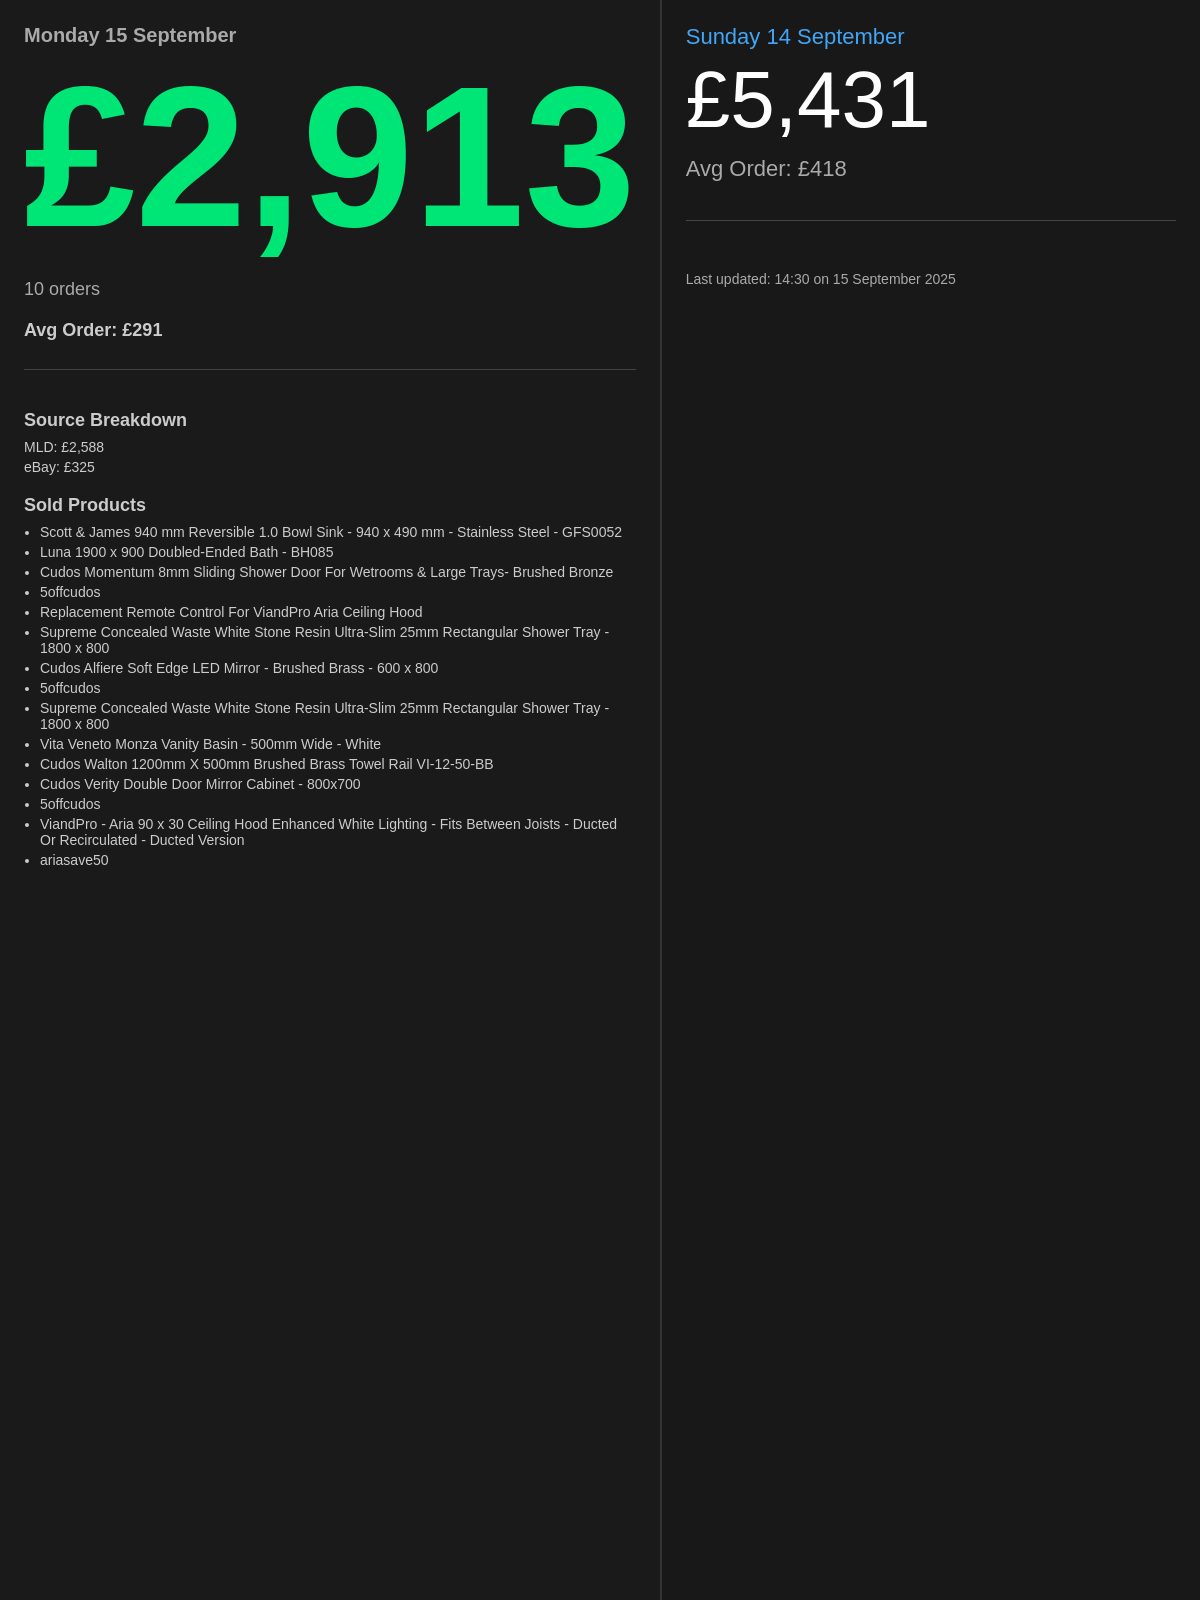 Monday 15 September
£2,913
10 orders
Avg Order: £291
Source Breakdown
MLD: £2,588
eBay: £325
Sold Products
• Scott & James 940 mm Reversible 1.0 Bowl Sink - 940 x 490 mm - Stainless Steel - GFS0052
• Luna 1900 x 900 Doubled-Ended Bath - BH085
• Cudos Momentum 8mm Sliding Shower Door For Wetrooms & Large Trays- Brushed Bronze
• 5offcudos
• Replacement Remote Control For ViandPro Aria Ceiling Hood
• Supreme Concealed Waste White Stone Resin Ultra-Slim 25mm Rectangular Shower Tray -
1800 x 800
• Cudos Alfiere Soft Edge LED Mirror - Brushed Brass - 600 x 800
• 5offcudos
• Supreme Concealed Waste White Stone Resin Ultra-Slim 25mm Rectangular Shower Tray -
1800 x 800
• Vita Veneto Monza Vanity Basin - 500mm Wide - White
• Cudos Walton 1200mm X 500mm Brushed Brass Towel Rail VI-12-50-BB
• Cudos Verity Double Door Mirror Cabinet - 800x700
• 5offcudos
• ViandPro - Aria 90 x 30 Ceiling Hood Enhanced White Lighting - Fits Between Joists - Ducted
Or Recirculated - Ducted Version
• ariasave50
Sunday 14 September
£5,431
Avg Order: £418
Last updated: 14:30 on 15 September 2025